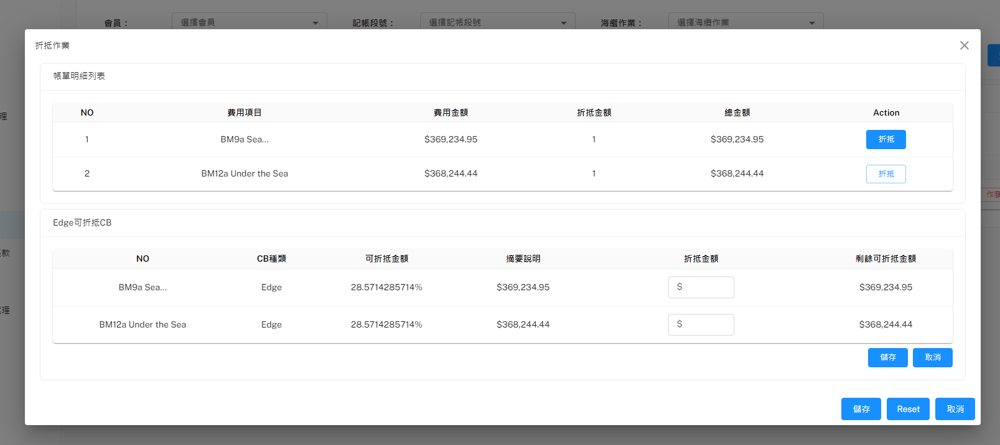 會員： 選擇會員 記帳段號： 選擇記帳段號 海纜作業： 選擇海纜作業
折抵作業
帳單明細列表
NO 費用項目 費用金額 折抵金額 總金額 Action
理
1 BM9a Sea... $369,234.95 1 $369,234.95 折抵
2 BM12a Under the Sea $368,244.44 1 $368,244.44 折抵
作廢
Edge可折抵CB
NO CB種類 可折抵金額 摘要說明 折抵金額 剩餘可折抵金額
款
BM9a Sea... Edge 28.5714285714% $369,234.95 $ $369,234.95
理
BM12a Under the Sea Edge 28.5714285714% $368,244.44 $ $368,244.44
儲存 取消
儲存 Reset 取消